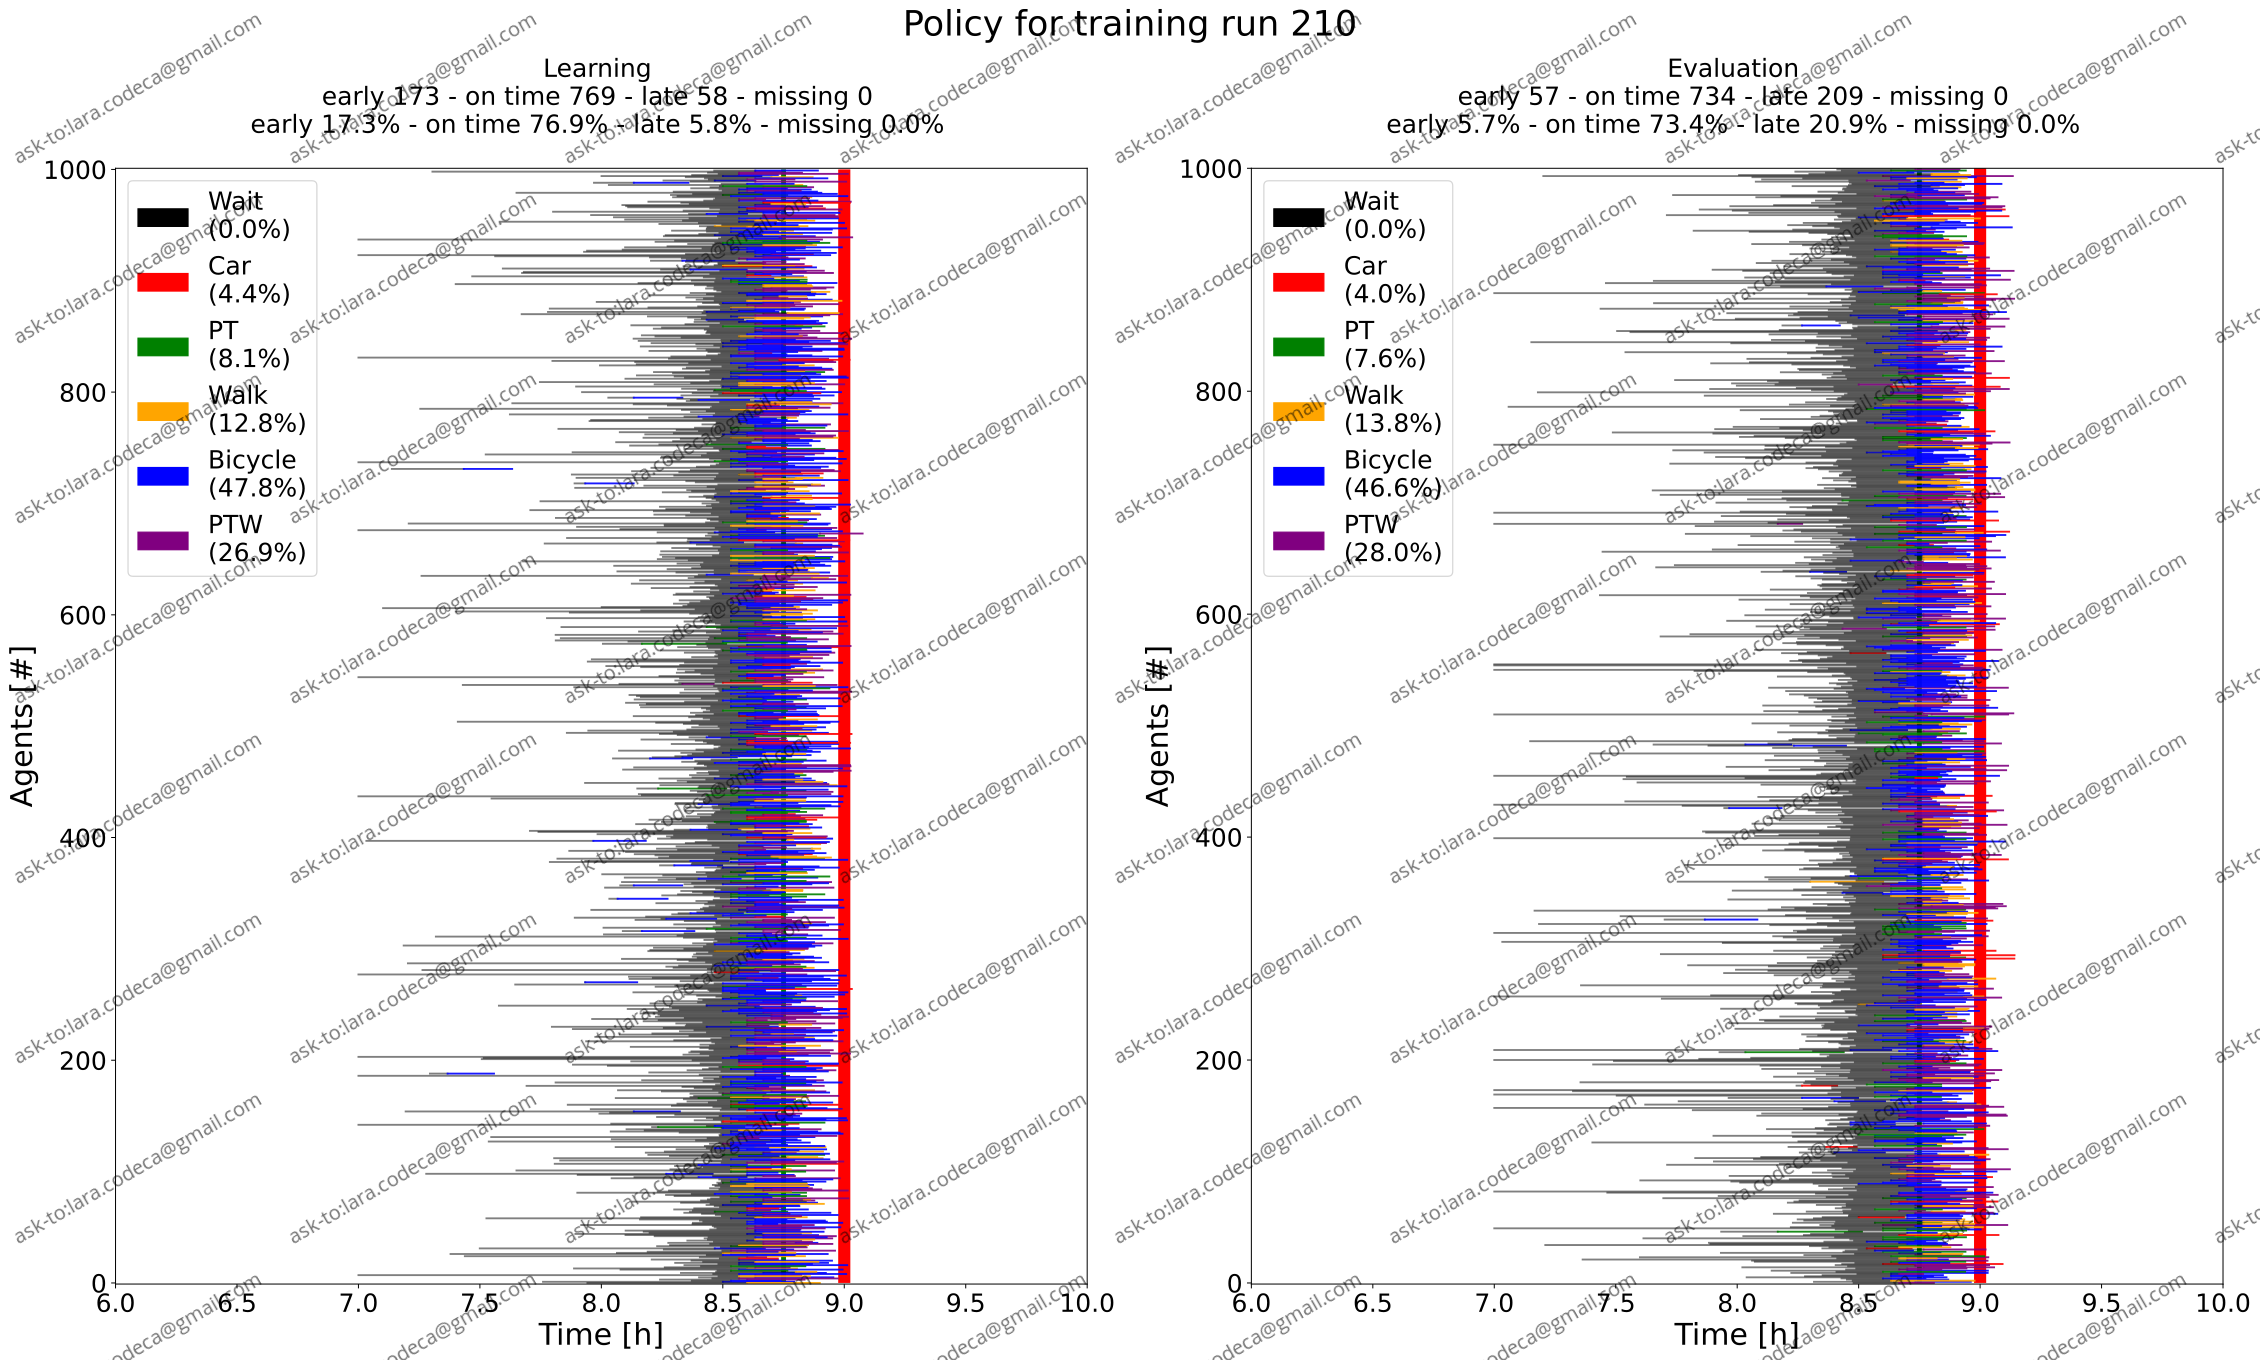 Policy for training run 210
Learning
early 173 - on time 769 - late 58 - missing 0
early 17.3% - on time 76.9% - late 5.8% - missing 0.0%
1000
800
600
400
200
0
Agents [#]
Wait
(0.0%)
Car
(4.4%)
PT
(8.1%)
Walk
(12.8%)
Bicycle
(47.8%)
PTW
(26.9%)
6.0 6.5 7.0 7.5 8.0 8.5 9.0 9.5 10.0
Time [h]
Evaluation
early 57 - on time 734 - late 209 - missing 0
early 5.7% - on time 73.4% - late 20.9% - missing 0.0%
1000
800
600
400
200
0
Agents [#]
Wait
(0.0%)
Car
(4.0%)
PT
(7.6%)
Walk
(13.8%)
Bicycle
(46.6%)
PTW
(28.0%)
6.0 6.5 7.0 7.5 8.0 8.5 9.0 9.5 10.0
Time [h]
ask-to:lara.codeca@gmail.com